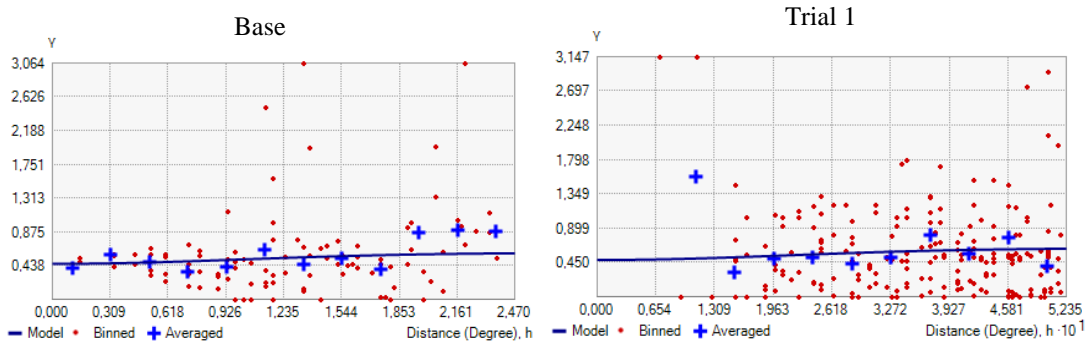 Base
Y
3,064
2,626
2,188
1,751
1,313
0,875
0,438
0,000 0,309 0,618 0,926 1,235 1,544 1,853 2,161 2,470
Model Binned Averaged Distance (Degree), h
Trial 1
Y
3,147
2,697
2,248
1,798
1,349
0,899
0,450
0,000 0,654 1,309 1,963 2,618 3,272 3,927 4,581 5,235
Model Binned Averaged Distance (Degree), h ·10 1